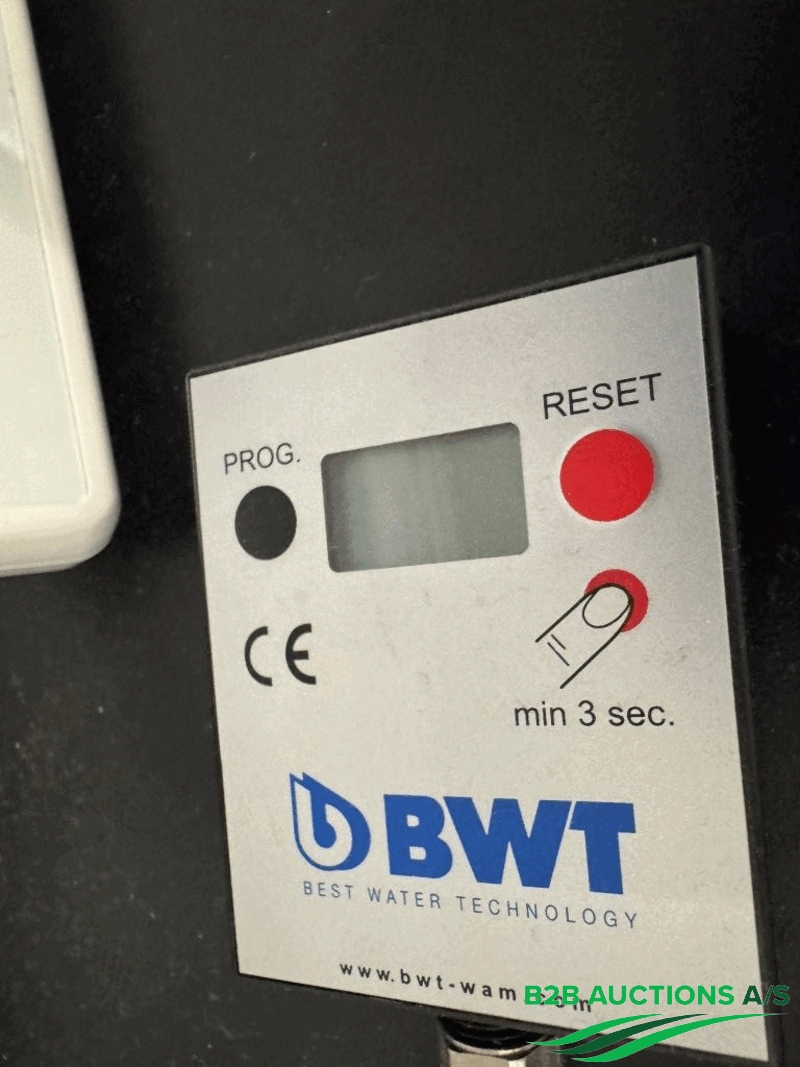 RESET
PROG.
CE
min 3 sec.
BWT
BEST WATER TECHNOLOGY
B2B AUCTIONS A/S